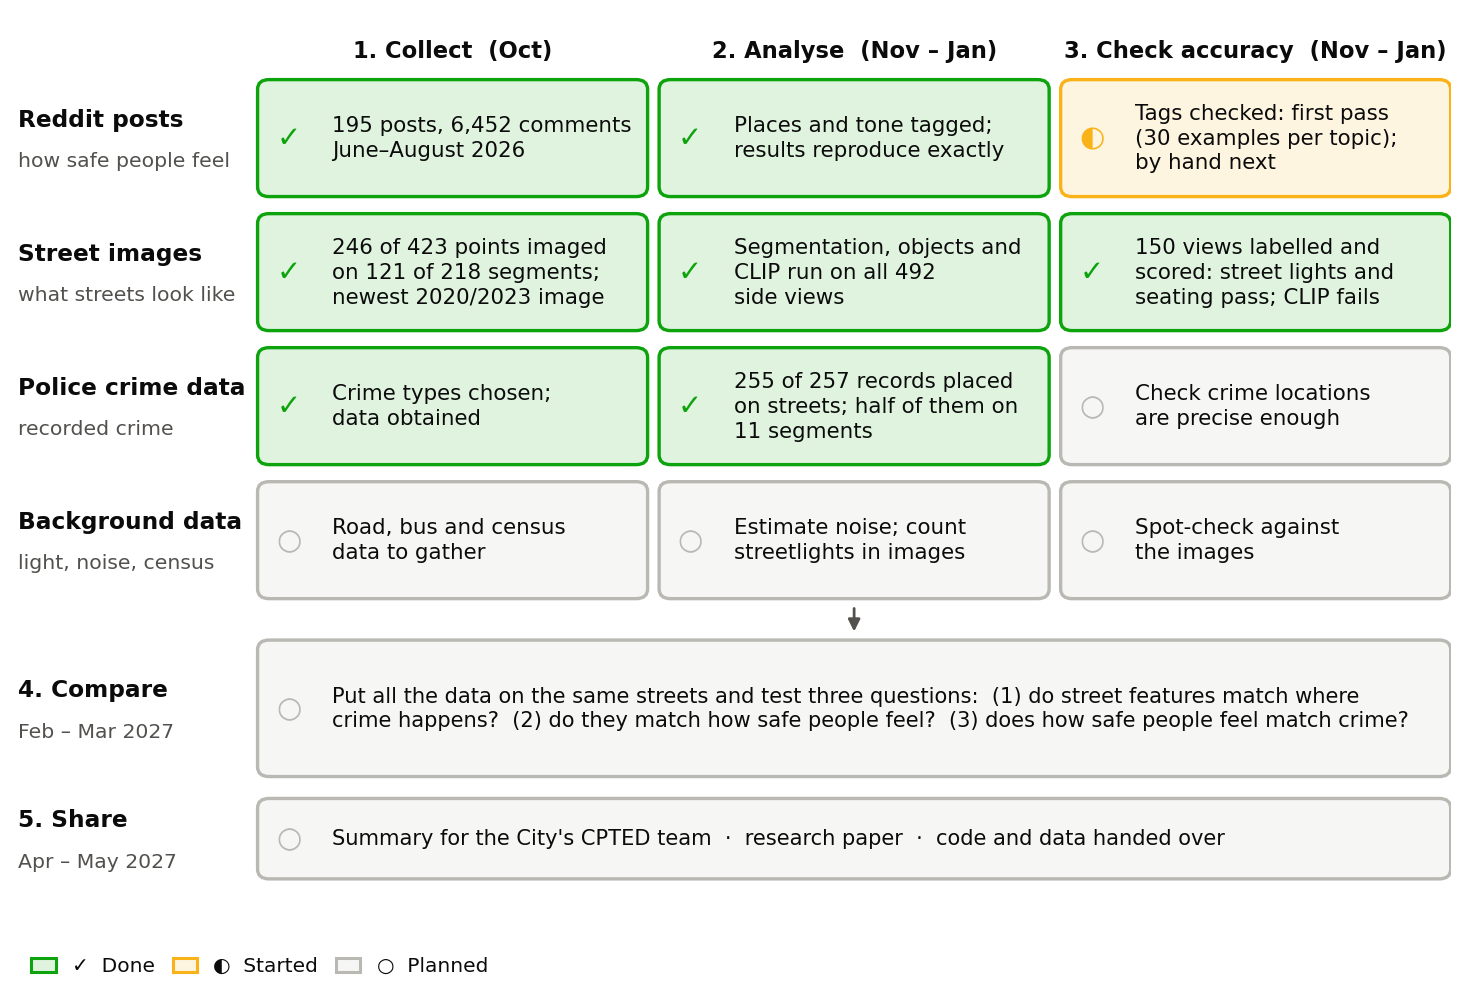 1. Collect  (Oct)
2. Analyse  (Nov – Jan)
3. Check accuracy  (Nov – Jan)
Reddit posts
how safe people feel
✓
195 posts, 6,452 comments
June–August 2026
✓
Places and tone tagged;
results reproduce exactly
◐
Tags checked: first pass
(30 examples per topic);
by hand next
Street images
what streets look like
✓
246 of 423 points imaged
on 121 of 218 segments;
newest 2020/2023 image
✓
Segmentation, objects and
CLIP run on all 492
side views
✓
150 views labelled and
scored: street lights and
seating pass; CLIP fails
Police crime data
recorded crime
✓
Crime types chosen;
data obtained
✓
255 of 257 records placed
on streets; half of them on
11 segments
○
Check crime locations
are precise enough
Background data
light, noise, census
○
Road, bus and census
data to gather
○
Estimate noise; count
streetlights in images
○
Spot-check against
the images
4. Compare
Feb – Mar 2027
○
Put all the data on the same streets and test three questions:  (1) do street features match where
crime happens?  (2) do they match how safe people feel?  (3) does how safe people feel match crime?
5. Share
Apr – May 2027
○
Summary for the City's CPTED team  ·  research paper  ·  code and data handed over
✓  Done
◐  Started
○  Planned